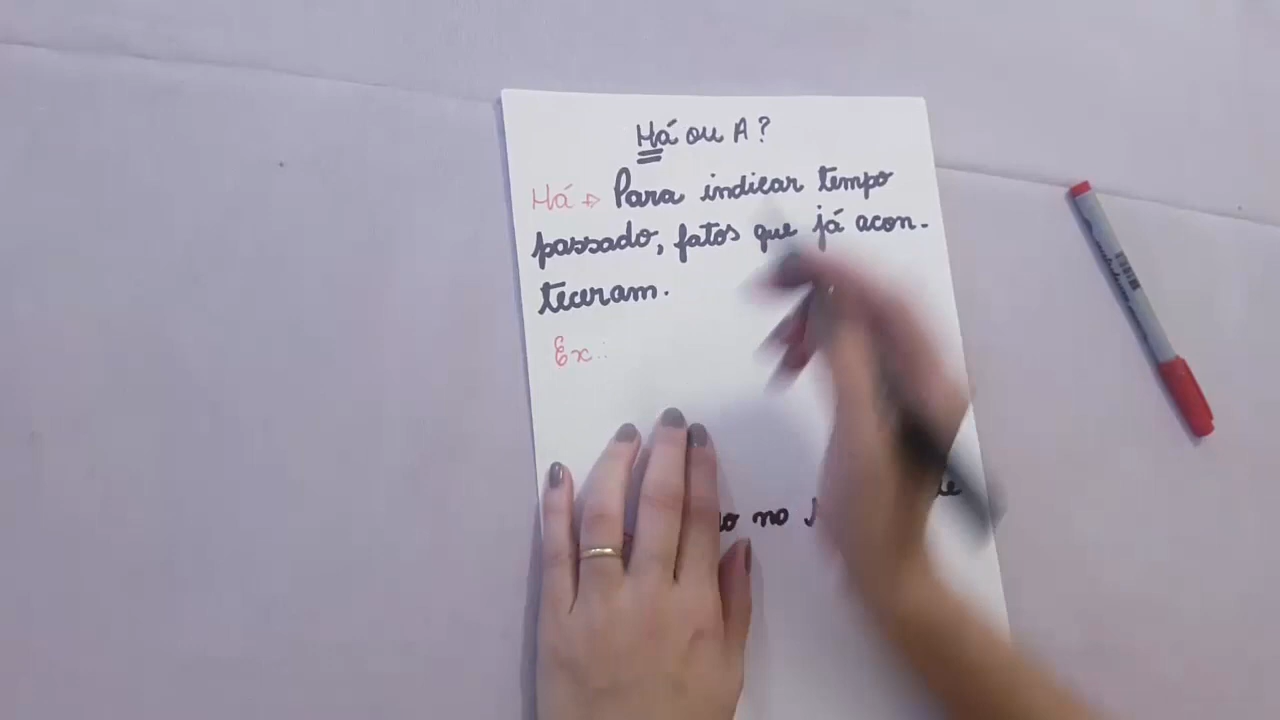 Há ou A?
Há → Para indicar tempo
passado, fatos que já acon-
teceram.
Ex.:
no